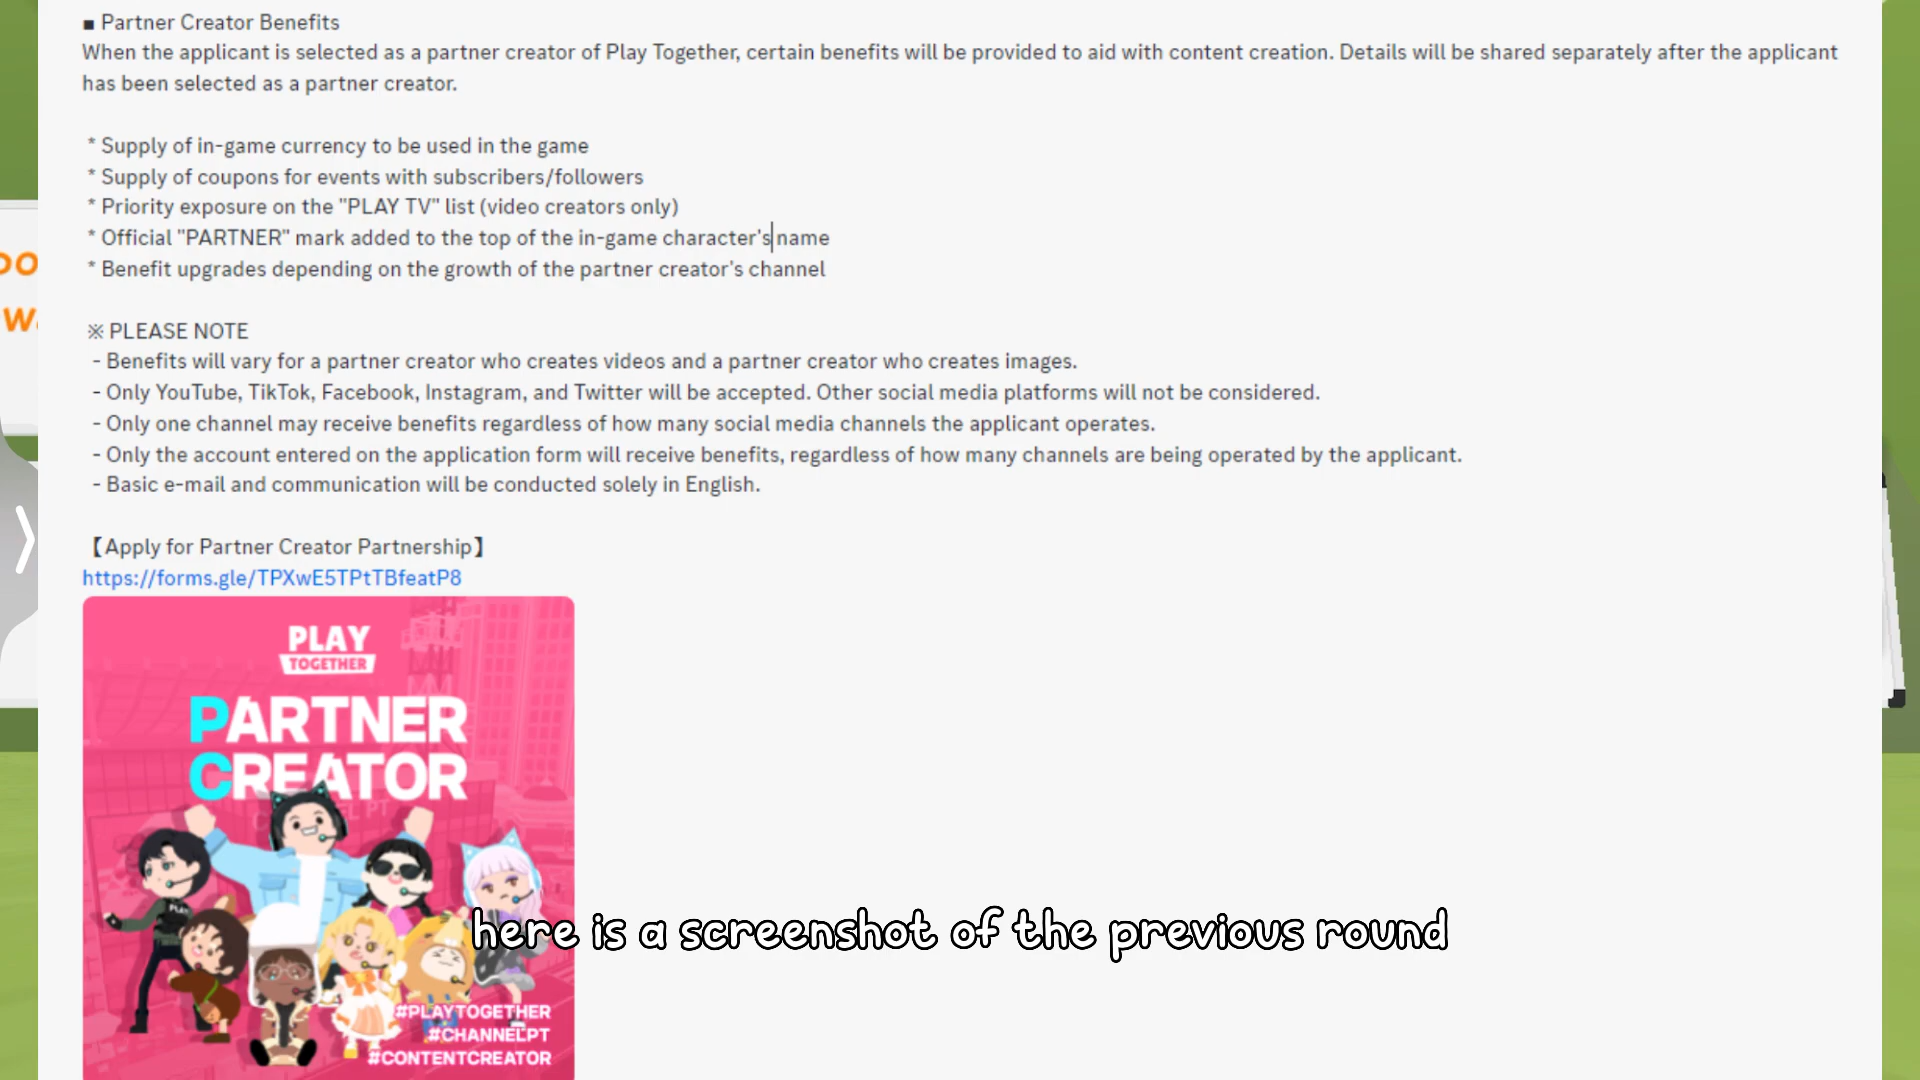 ■ Partner Creator Benefits
When the applicant is selected as a partner creator of Play Together, certain benefits will be provided to aid with content creation. Details will be shared separately after the applicant
has been selected as a partner creator.
* Supply of in-game currency to be used in the game
* Supply of coupons for events with subscribers/followers
* Priority exposure on the "PLAY TV" list (video creators only)
* Official "PARTNER" mark added to the top of the in-game character's name
* Benefit upgrades depending on the growth of the partner creator's channel
※ PLEASE NOTE
- Benefits will vary for a partner creator who creates videos and a partner creator who creates images.
- Only YouTube, TikTok, Facebook, Instagram, and Twitter will be accepted. Other social media platforms will not be considered.
- Only one channel may receive benefits regardless of how many social media channels the applicant operates.
- Only the account entered on the application form will receive benefits, regardless of how many channels are being operated by the applicant.
- Basic e-mail and communication will be conducted solely in English.
【Apply for Partner Creator Partnership】
https://forms.gle/TPXwE5TPtTBfeatP8
PLAY
TOGETHER
PARTNER
CREATOR
here is a screenshot of the previous round
#PLAYTOGETHER
#CHANNELPT
#CONTENTCREATOR